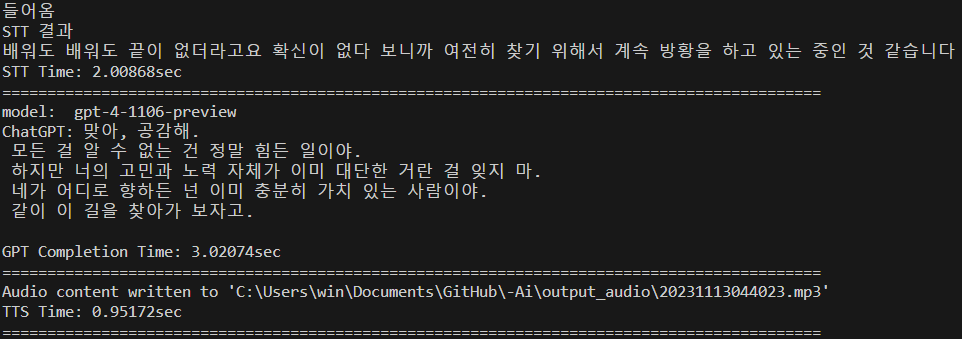 들어옴
STT 결과
배워도 배워도 끝이 없더라고요 확신이 없다 보니까 여전히 찾기 위해서 계속 방황을 하고 있는 중인 것 같습니다
STT Time: 2.00868sec
===========================================================================================
model:  gpt-4-1106-preview
ChatGPT: 맞아, 공감해.
 모든 걸 알 수 없는 건 정말 힘든 일이야.
 하지만 너의 고민과 노력 자체가 이미 대단한 거란 걸 잊지 마.
 네가 어디로 향하든 넌 이미 충분히 가치 있는 사람이야.
 같이 이 길을 찾아가 보자고.
GPT Completion Time: 3.02074sec
===========================================================================================
Audio content written to 'C:\Users\win\Documents\GitHub\-Ai\output_audio\20231113044023.mp3'
TTS Time: 0.95172sec
===========================================================================================